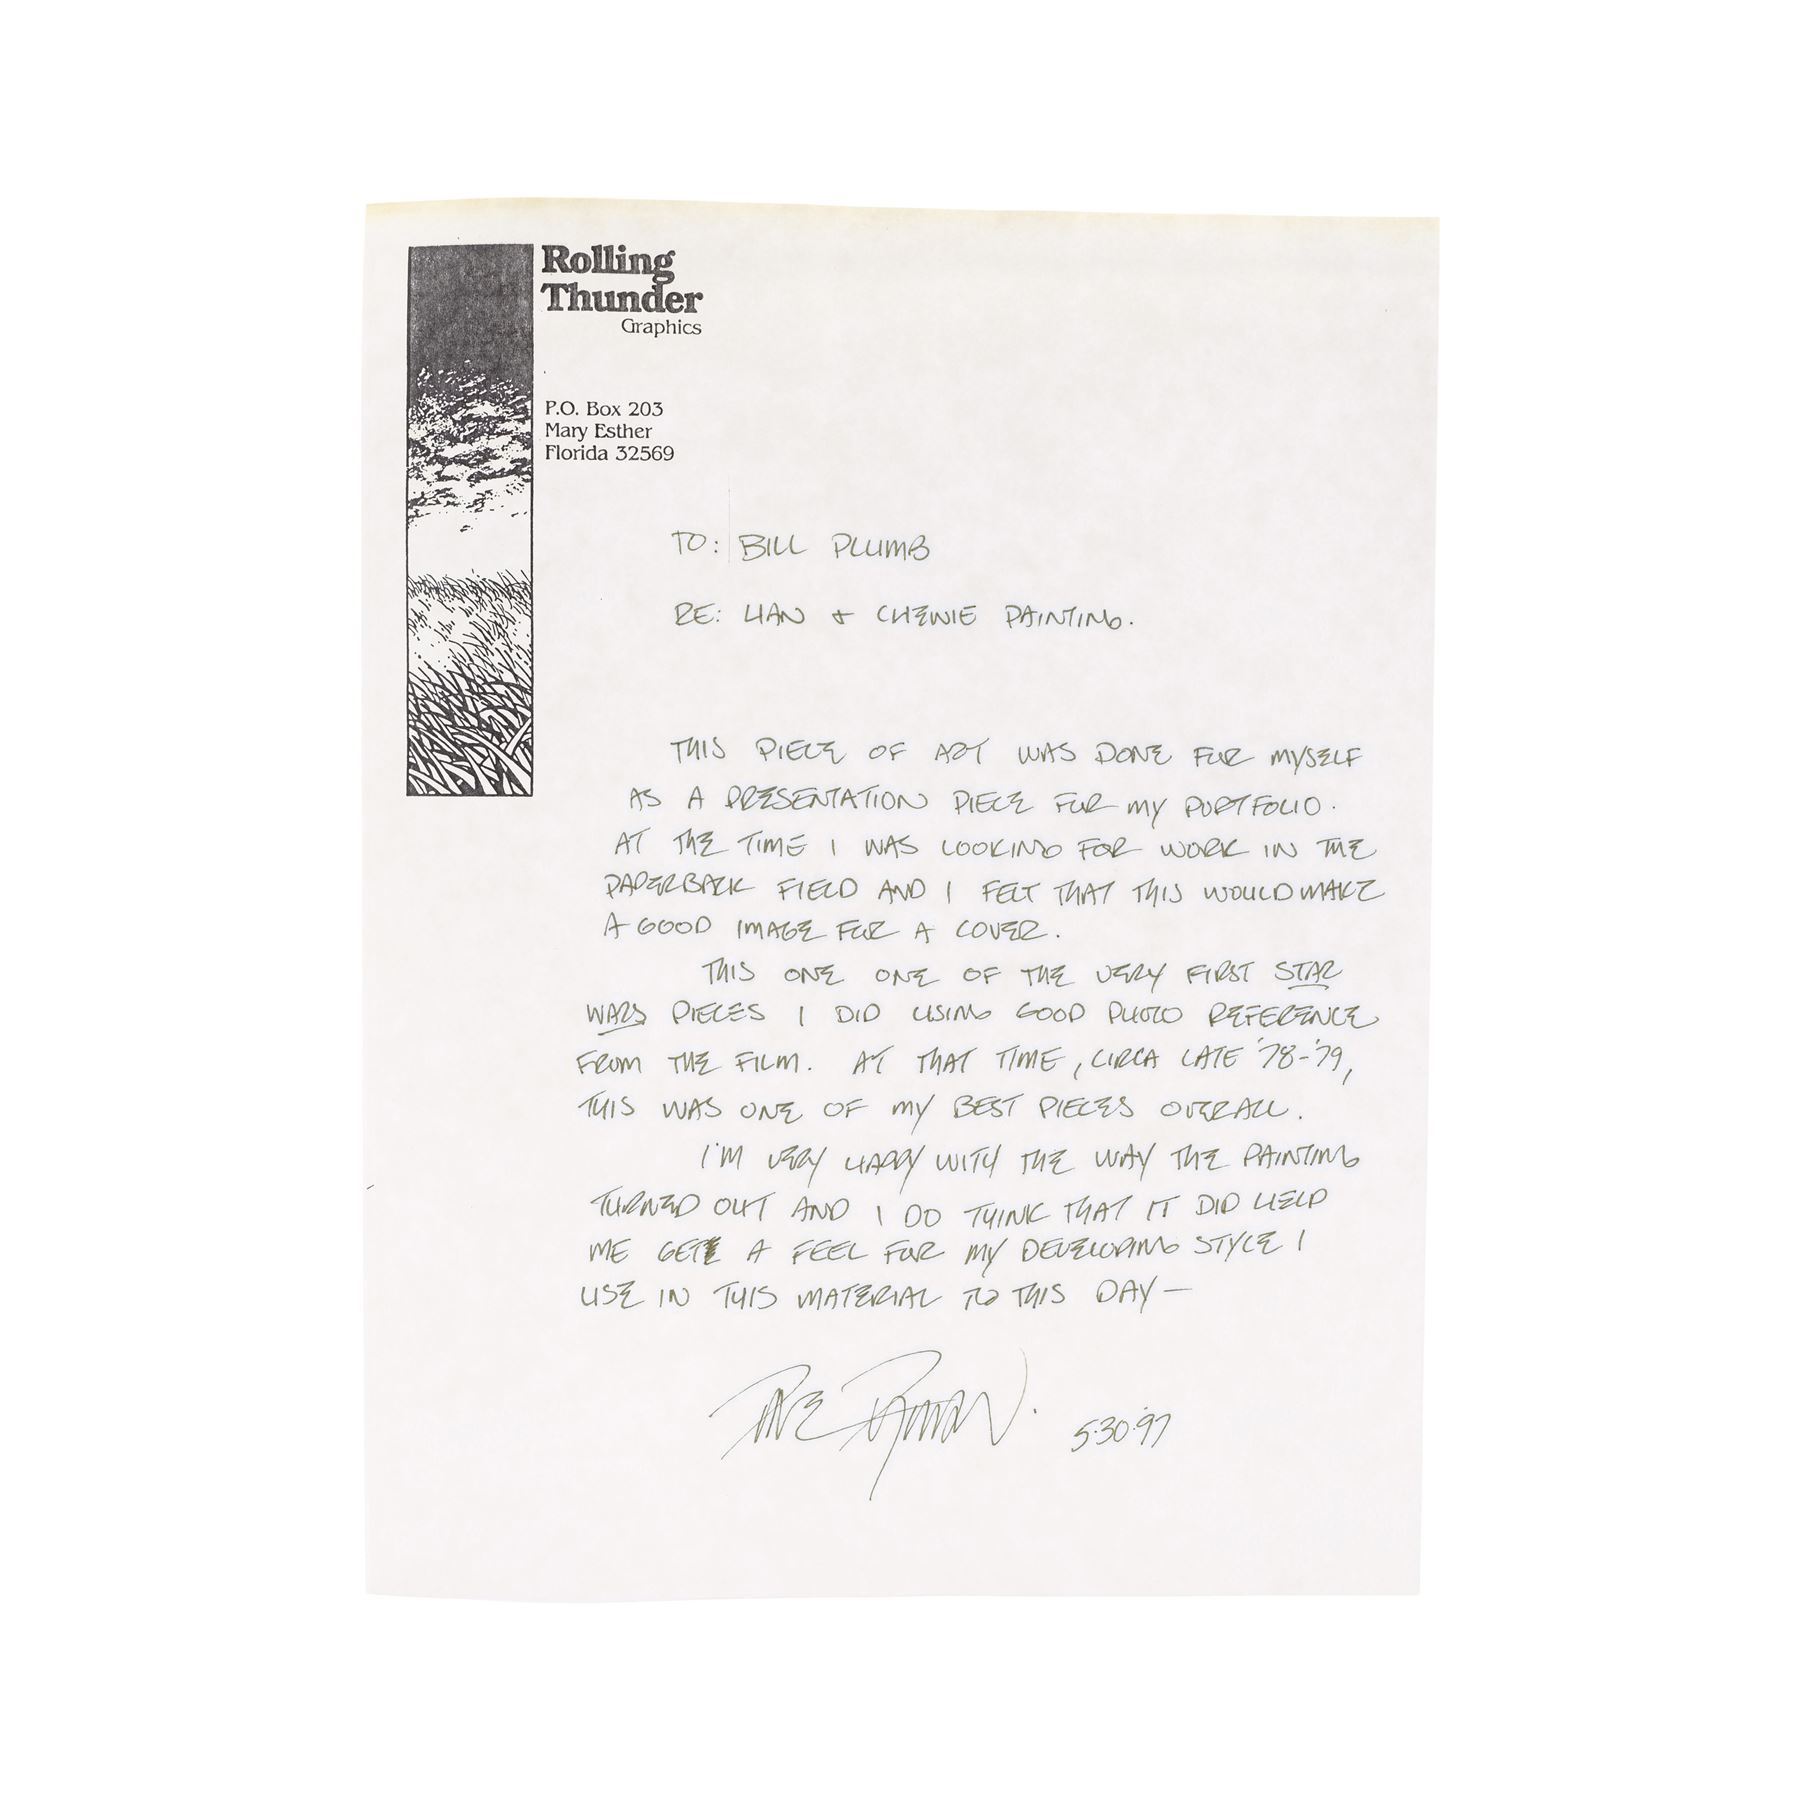 Rolling
Thunder
Graphics
P.O. Box 203
Mary Esther
Florida 32569
TO: BILL PLUMB
RE: HAN & CHEWIE PAINTING.
THIS PIECE OF ART WAS DONE FOR MYSELF
AS A PRESENTATION PIECE FOR MY PORTFOLIO.
AT THE TIME I WAS LOOKING FOR WORK IN THE
PAPERBACK FIELD AND I FELT THAT THIS WOULD MAKE
A GOOD IMAGE FOR A COVER.
THIS ONE ONE OF THE VERY FIRST STAR
WARS PIECES I DID USING GOOD PHOTO REFERENCE
FROM THE FILM. AT THAT TIME, CIRCA LATE '78-'79,
THIS WAS ONE OF MY BEST PIECES OVERALL.
I'M VERY HAPPY WITH THE WAY THE PAINTING
TURNED OUT AND I DO THINK THAT IT DID HELP
ME GET A FEEL FOR MY DEVELOPING STYLE I
USE IN THIS MATERIAL TO THIS DAY—
DAVE DORMAN. 5·30·97